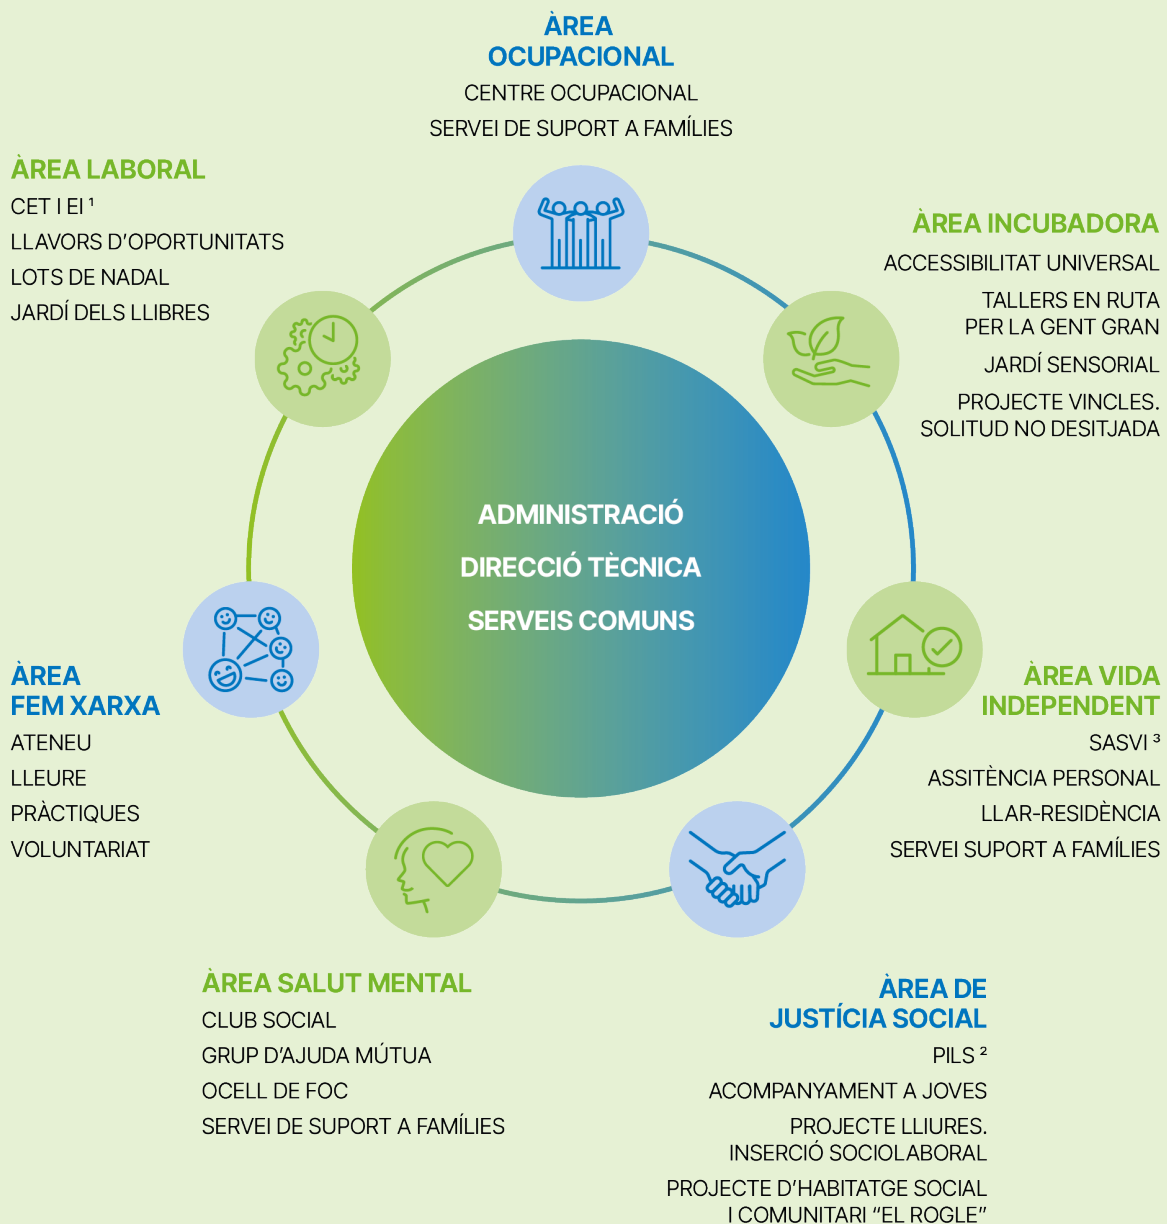 ÀREA
OCUPACIONAL
CENTRE OCUPACIONAL
SERVEI DE SUPORT A FAMÍLIES
ÀREA LABORAL
CET I EI ¹
LLAVORS D’OPORTUNITATS
LOTS DE NADAL
JARDÍ DELS LLIBRES
ÀREA INCUBADORA
ACCESSIBILITAT UNIVERSAL
TALLERS EN RUTA
PER LA GENT GRAN
JARDÍ SENSORIAL
PROJECTE VINCLES.
SOLITUD NO DESITJADA
ADMINISTRACIÓ
DIRECCIÓ TÈCNICA
SERVEIS COMUNS
ÀREA
FEM XARXA
ATENEU
LLEURE
PRÀCTIQUES
VOLUNTARIAT
ÀREA VIDA
INDEPENDENT
SASVI ³
ASSITÈNCIA PERSONAL
LLAR-RESIDÈNCIA
SERVEI SUPORT A FAMÍLIES
ÀREA SALUT MENTAL
CLUB SOCIAL
GRUP D’AJUDA MÚTUA
OCELL DE FOC
SERVEI DE SUPORT A FAMÍLIES
ÀREA DE
JUSTÍCIA SOCIAL
PILS ²
ACOMPANYAMENT A JOVES
PROJECTE LLIURES.
INSERCIÓ SOCIOLABORAL
PROJECTE D’HABITATGE SOCIAL
I COMUNITARI “EL ROGLE”